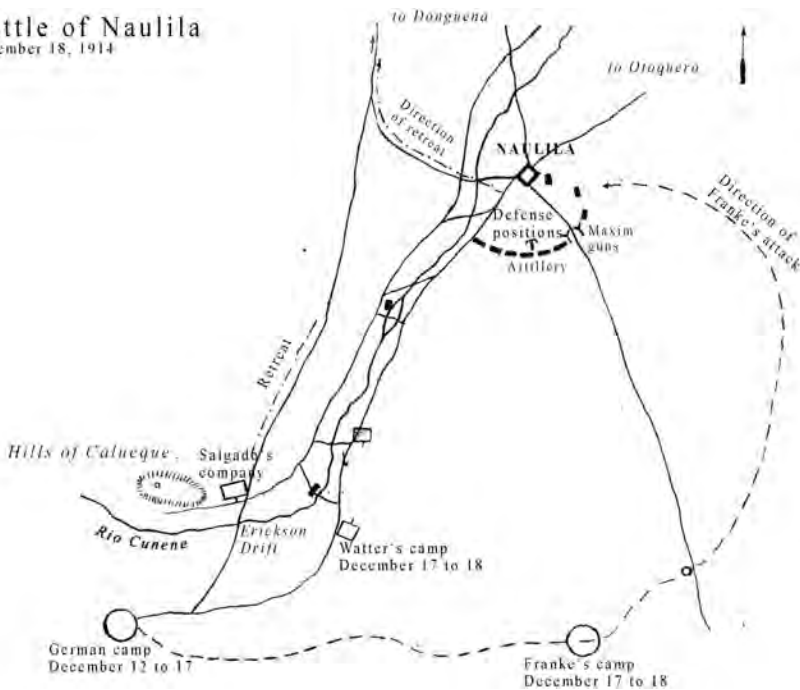 ttle of Naulila
ember 18, 1914
to Donguena
to Otoquero
Direction
of retreat
NAULILA
Direction of
Franke's attack
Defense
positions
Maxim
guns
Artillery
Retreat
Hills of Calueque
Salgado's
company
Rio Cunene
Erickson
Drift
Watter's camp
December 17 to 18
German camp
December 12 to 17
Franke's camp
December 17 to 18